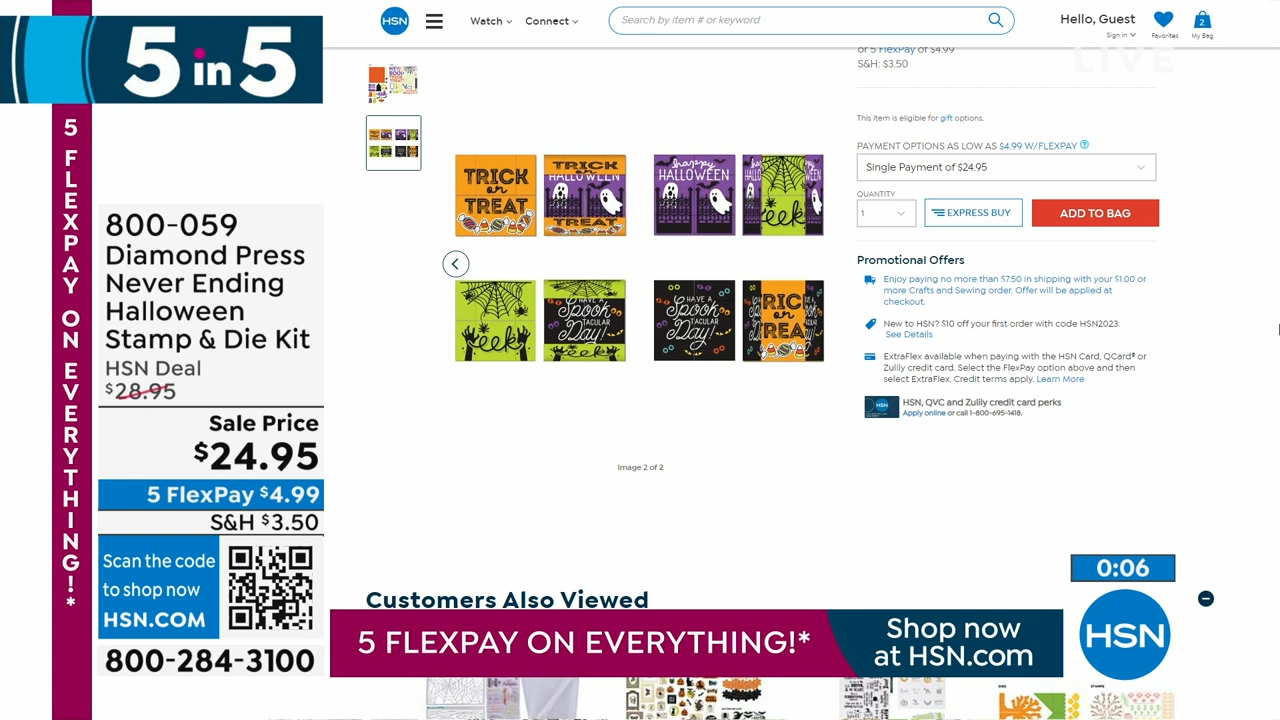 5 in 5
5 FLEXPAY ON EVERYTHING!*
800-059
Diamond Press
Never Ending
Halloween
Stamp & Die Kit
HSN Deal
$28.95
Sale Price
$24.95
5 FlexPay $4.99
S&H $3.50
Scan the code
to shop now
HSN.COM
800-284-3100
HSN
Watch
Connect
Search by item # or keyword
Hello, Guest
Sign In
Favorites
2
My Bag
LIVE
or 5 FlexPay of $4.99
S&H: $3.50
This item is eligible for gift options.
PAYMENT OPTIONS AS LOW AS $4.99 W/FLEXPAY
Single Payment of $24.95
QUANTITY
1
EXPRESS BUY
ADD TO BAG
Promotional Offers
Enjoy paying no more than $7.50 in shipping with your $1.00 or
more Crafts and Sewing order. Offer will be applied at
checkout.
New to HSN? $10 off your first order with code HSN2023.
See Details
ExtraFlex available when paying with the HSN Card, QCard® or
Zulily credit card. Select the FlexPay option above and then
select ExtraFlex. Credit terms apply. Learn More
HSN
HSN, QVC and Zulily credit card perks
Apply online or call 1-800-695-1418.
TRICK
or
TREAT
TRICK
HALLOWEEN
TREAT
happy
HALLOWEEN
eek
eek
HAVE A
Spook
TACULAR
Day!
eek
HAVE A
Spook
TACULAR
Day!
RIC
or
REA
Image 2 of 2
Customers Also Viewed
0:06
5 FLEXPAY ON EVERYTHING!*
Shop now
at HSN.com
HSN